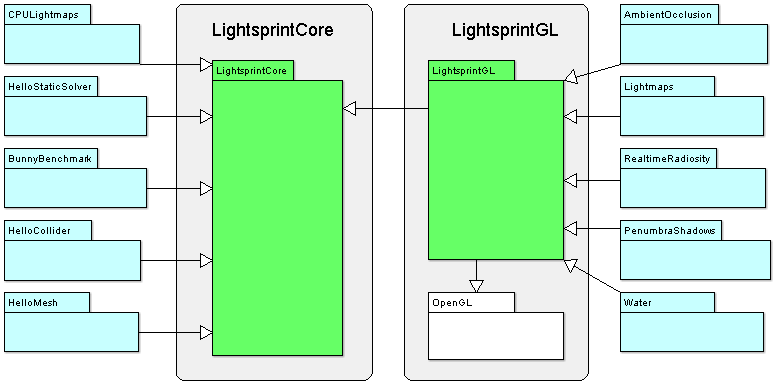 CPULightmaps
HelloStaticSolver
BunnyBenchmark
HelloCollider
HelloMesh
LightsprintCore
LightsprintCore
LightsprintGL
LightsprintGL
OpenGL
AmbientOcclusion
Lightmaps
RealtimeRadiosity
PenumbraShadows
Water